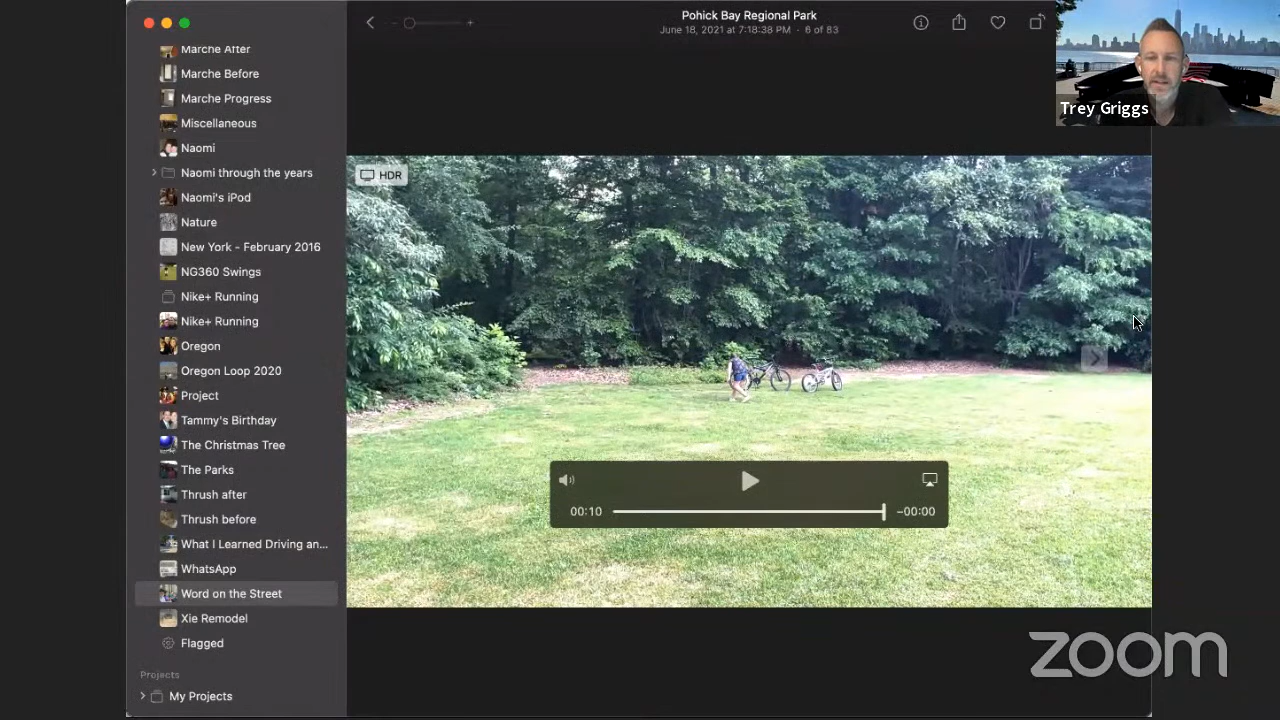 Pohick Bay Regional Park
June 18, 2021 at 7:18:38 PM - 6 of 83
Trey Griggs
Marche After
Marche Before
Marche Progress
Miscellaneous
Naomi
Naomi through the years
Naomi's iPod
Nature
New York - February 2016
NG360 Swings
Nike+ Running
Nike+ Running
Oregon
Oregon Loop 2020
Project
Tammy's Birthday
The Christmas Tree
The Parks
Thrush after
Thrush before
What I Learned Driving an...
WhatsApp
Word on the Street
Xie Remodel
Flagged
Projects
My Projects
HDR
00:10
−00:00
zoom